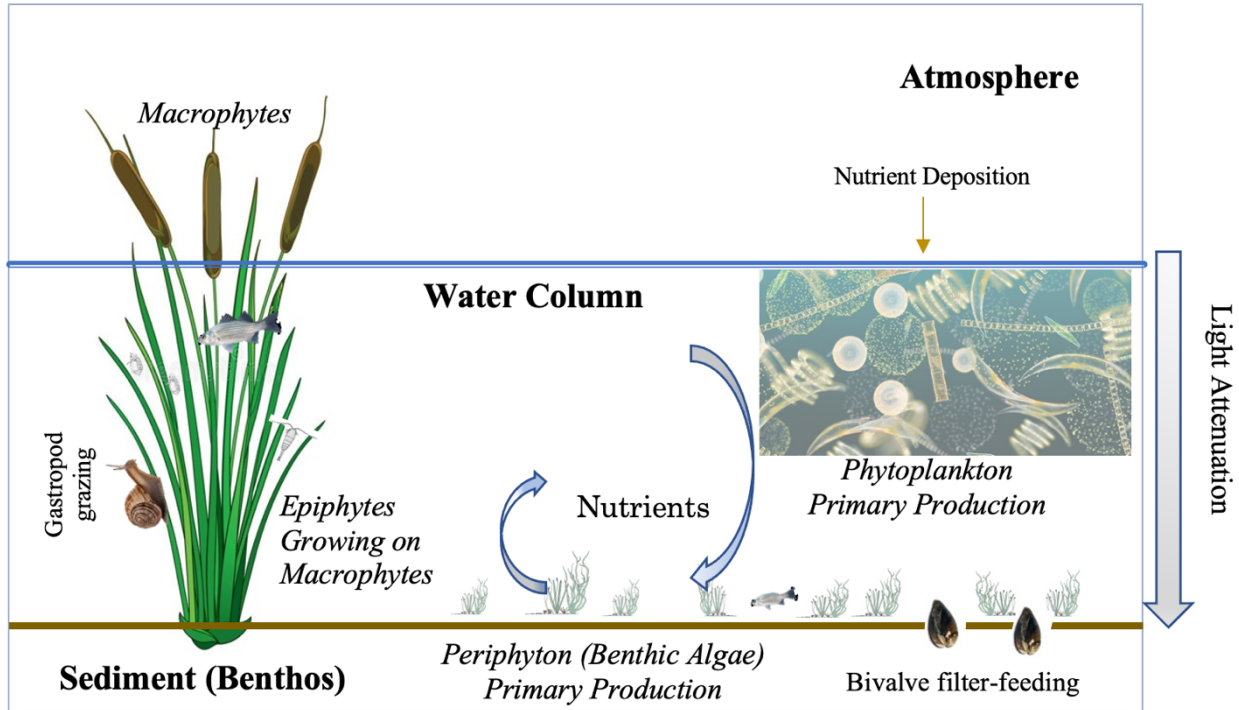 Atmosphere
Macrophytes
Nutrient Deposition
Water Column
Light Attenuation
Gastropod
grazing
Epiphytes
Growing on
Macrophytes
Nutrients
Phytoplankton
Primary Production
Sediment (Benthos)
Periphyton (Benthic Algae)
Primary Production
Bivalve filter-feeding